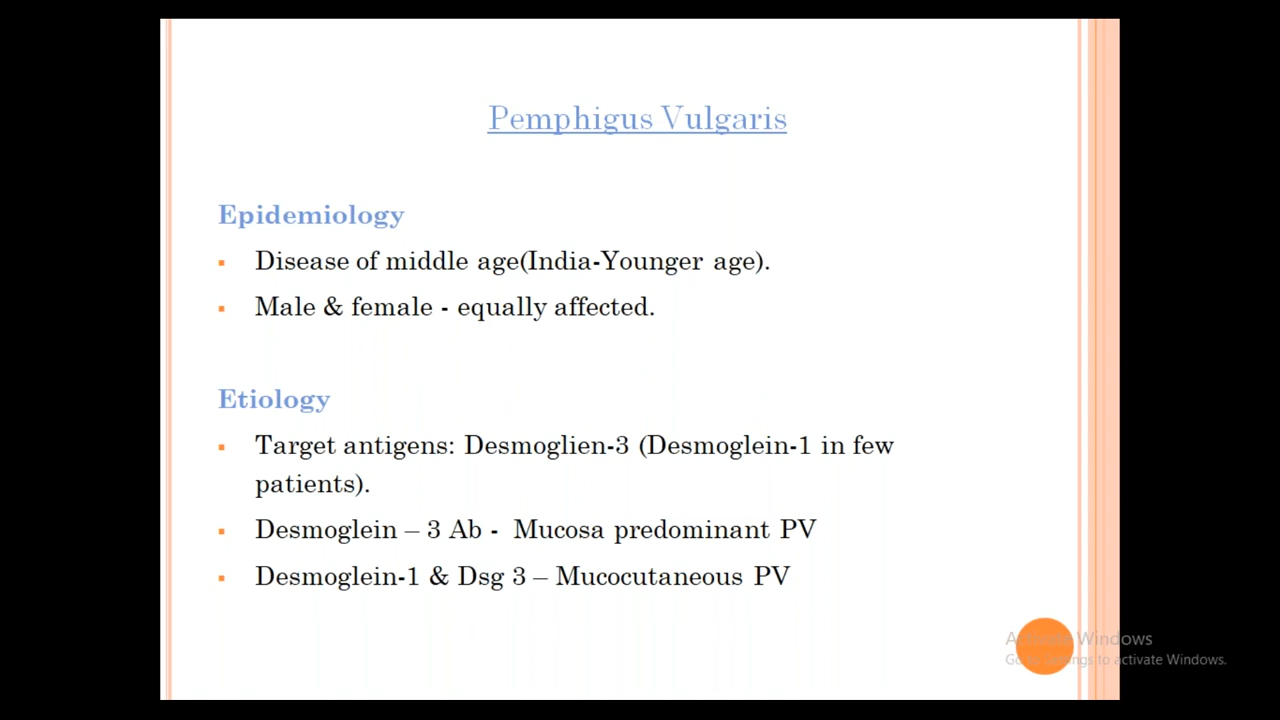 Pemphigus Vulgaris
Epidemiology
▪ Disease of middle age(India-Younger age).
▪ Male & female - equally affected.
Etiology
▪ Target antigens: Desmoglien-3 (Desmoglein-1 in few
patients).
▪ Desmoglein – 3 Ab - Mucosa predominant PV
▪ Desmoglein-1 & Dsg 3 – Mucocutaneous PV
Activate Windows
Go to Settings to activate Windows.